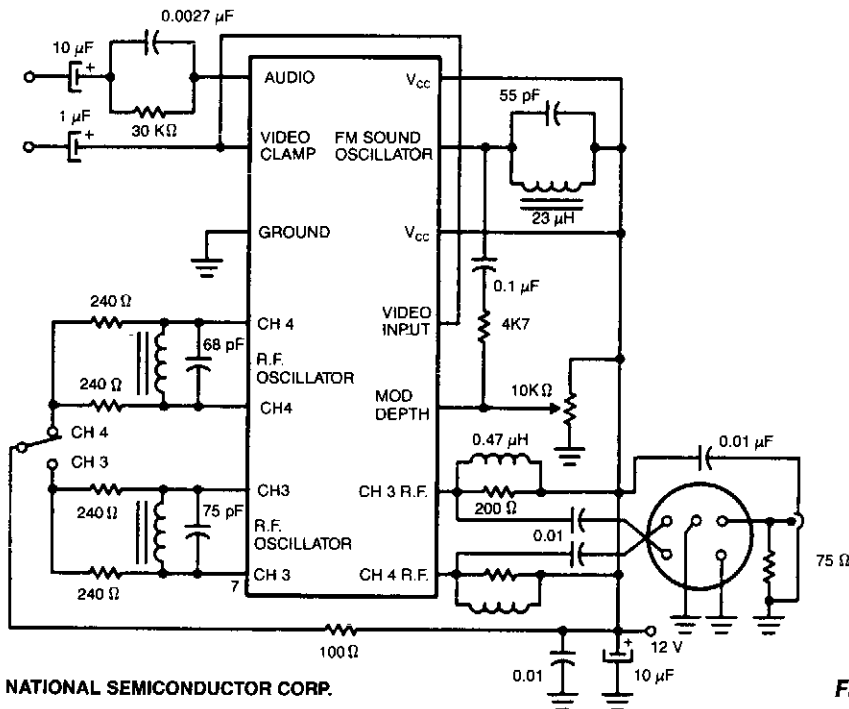 0.0027 µF
10 µF
+
30 KΩ
1 µF
+
AUDIO
VCC
55 pF
VIDEO CLAMP
FM SOUND OSCILLATOR
23 µH
GROUND
VCC
0.1 µF
4K7
240 Ω
CH 4
68 pF
R.F. OSCILLATOR
240 Ω
CH4
VIDEO INPUT
MOD DEPTH
10KΩ
CH 4
CH 3
0.47 µH
0.01 µF
240 Ω
CH3
75 pF
R.F. OSCILLATOR
CH 3 R.F.
200 Ω
0.01
240 Ω
7
CH 3
CH 4 R.F.
75 Ω
100 Ω
12 V
0.01
+
10 µF
NATIONAL SEMICONDUCTOR CORP.